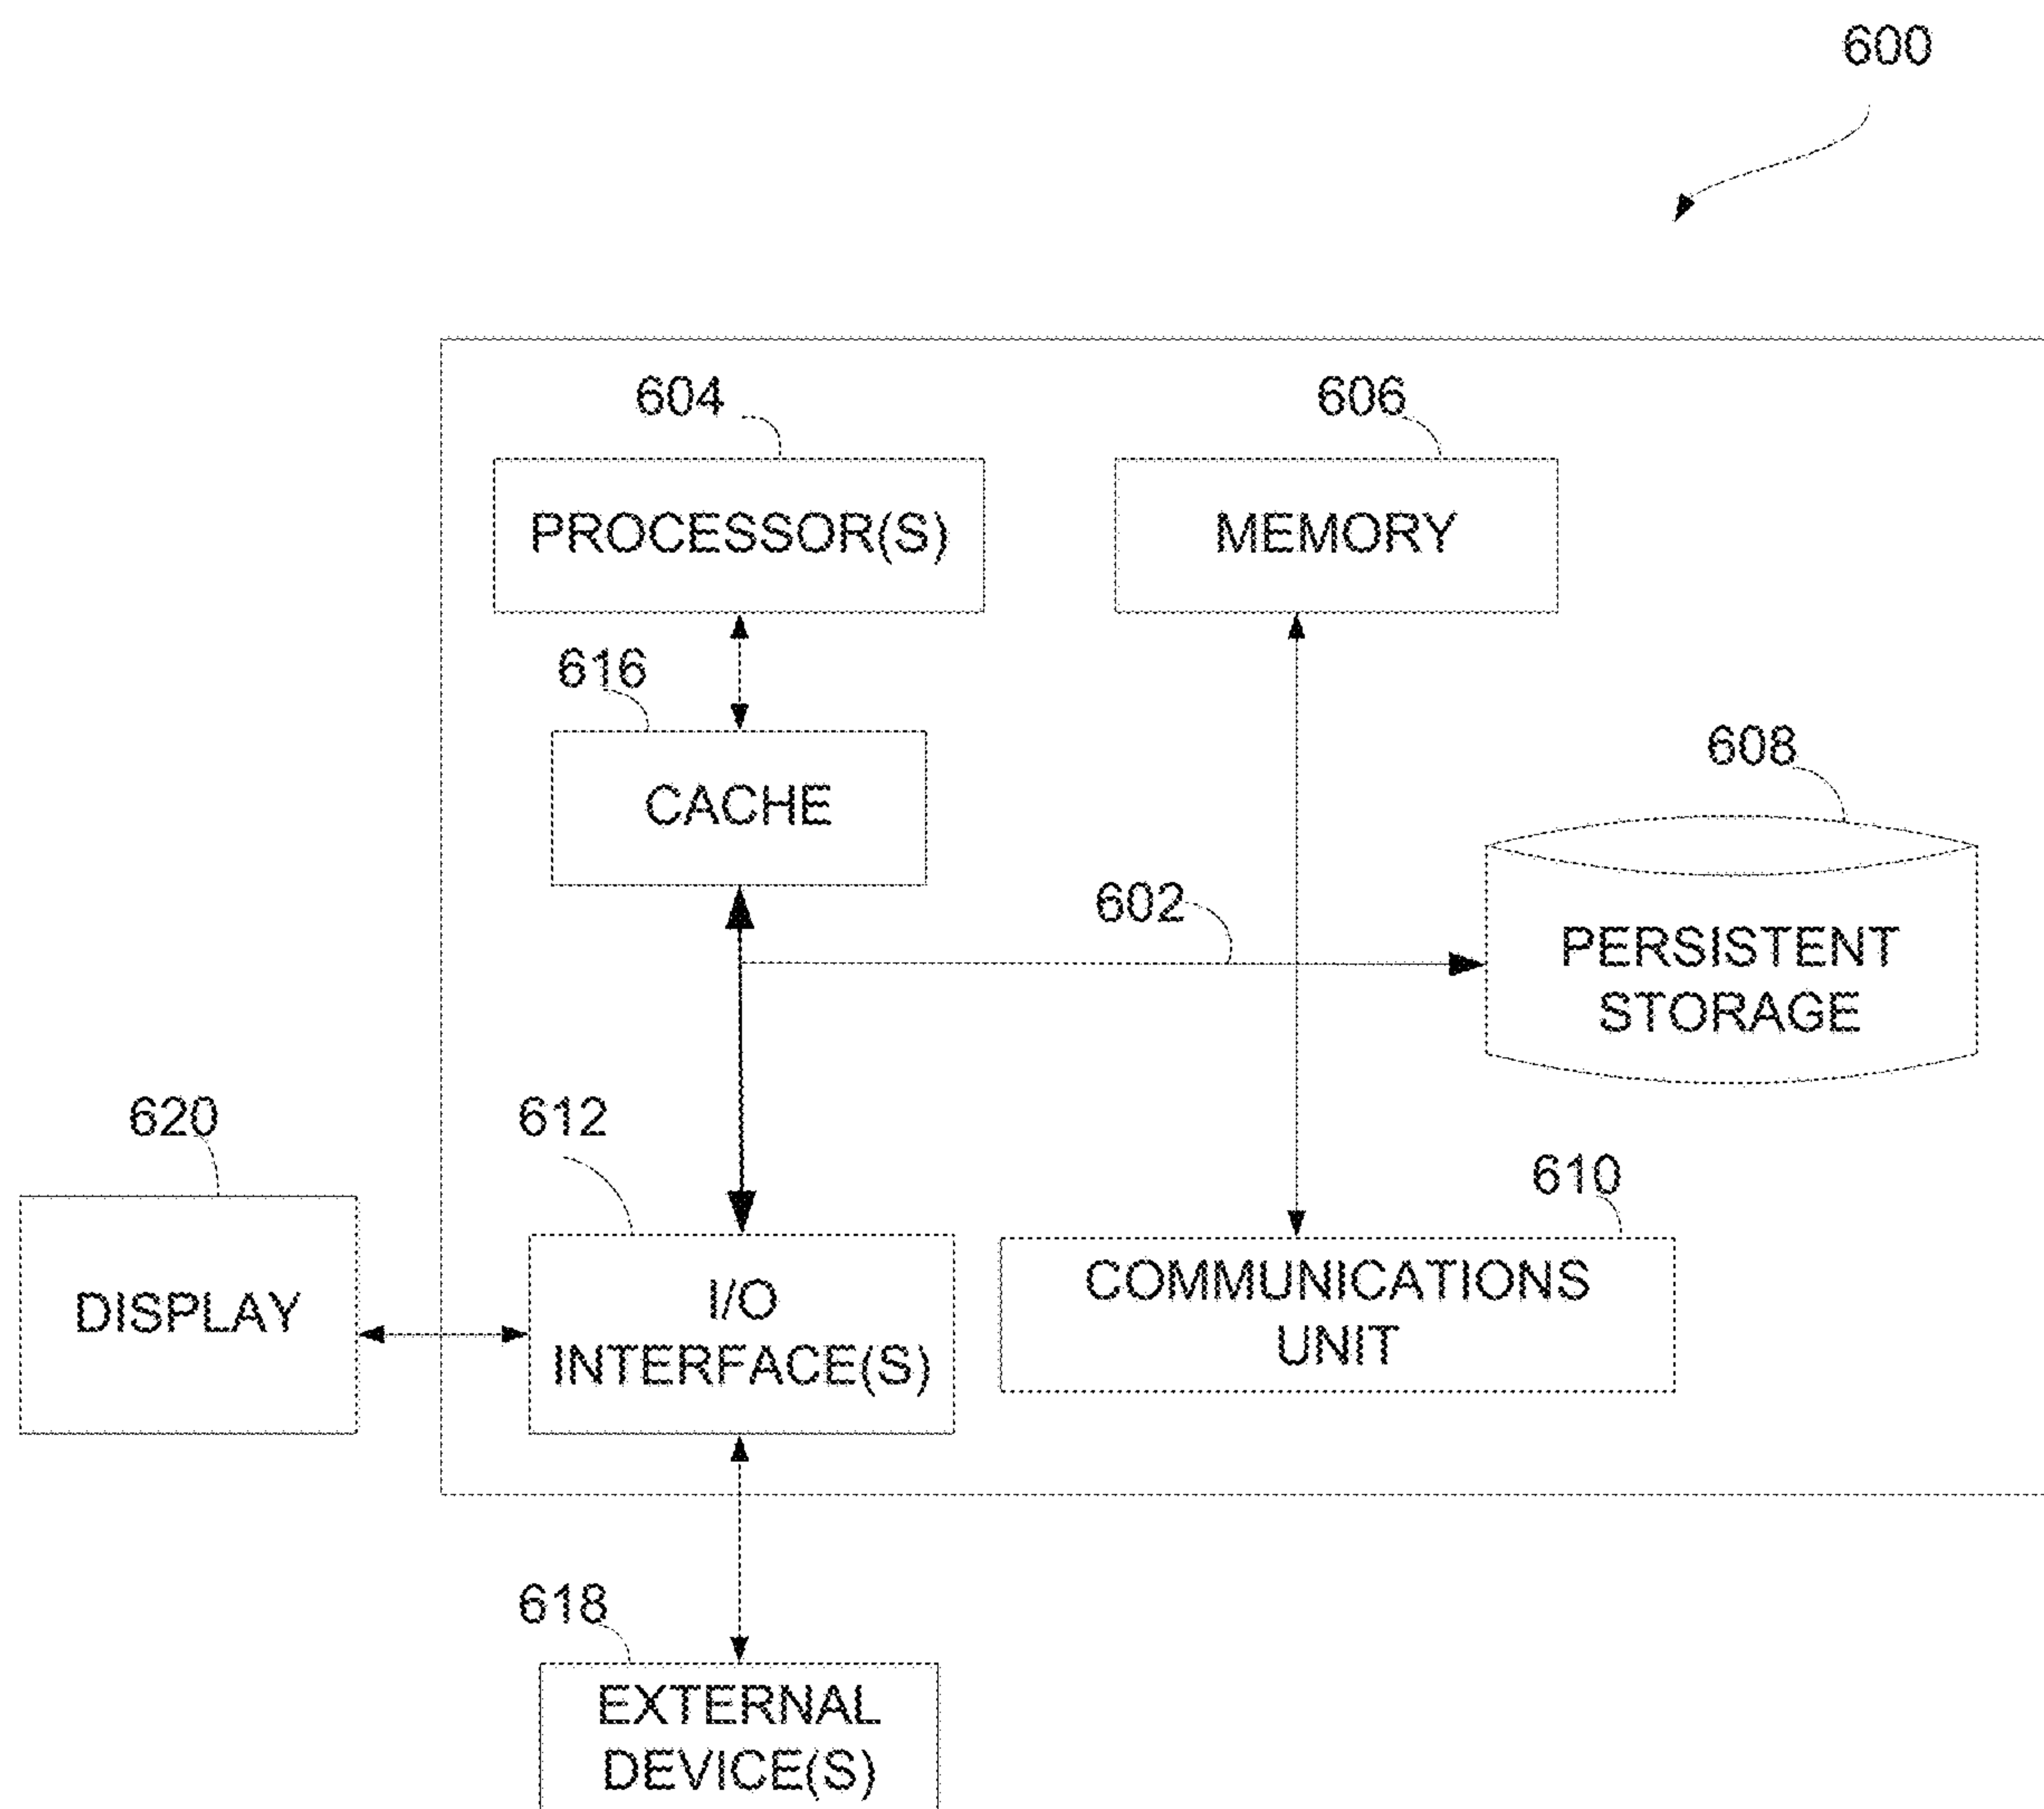 600
604
606
PROCESSOR(S)
MEMORY
616
CACHE
608
602
PERSISTENT
STORAGE
620
612
610
DISPLAY
I/O
INTERFACE(S)
COMMUNICATIONS
UNIT
618
EXTERNAL
DEVICE(S)